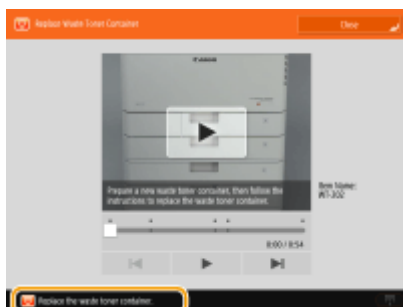 Replace Waste Toner Container
Close
Canon
Prepare a new waste toner container, then follow the
instructions to replace the waste toner container.
Item Name:
WT-202
0:00 / 0:54
Replace the waste toner container.